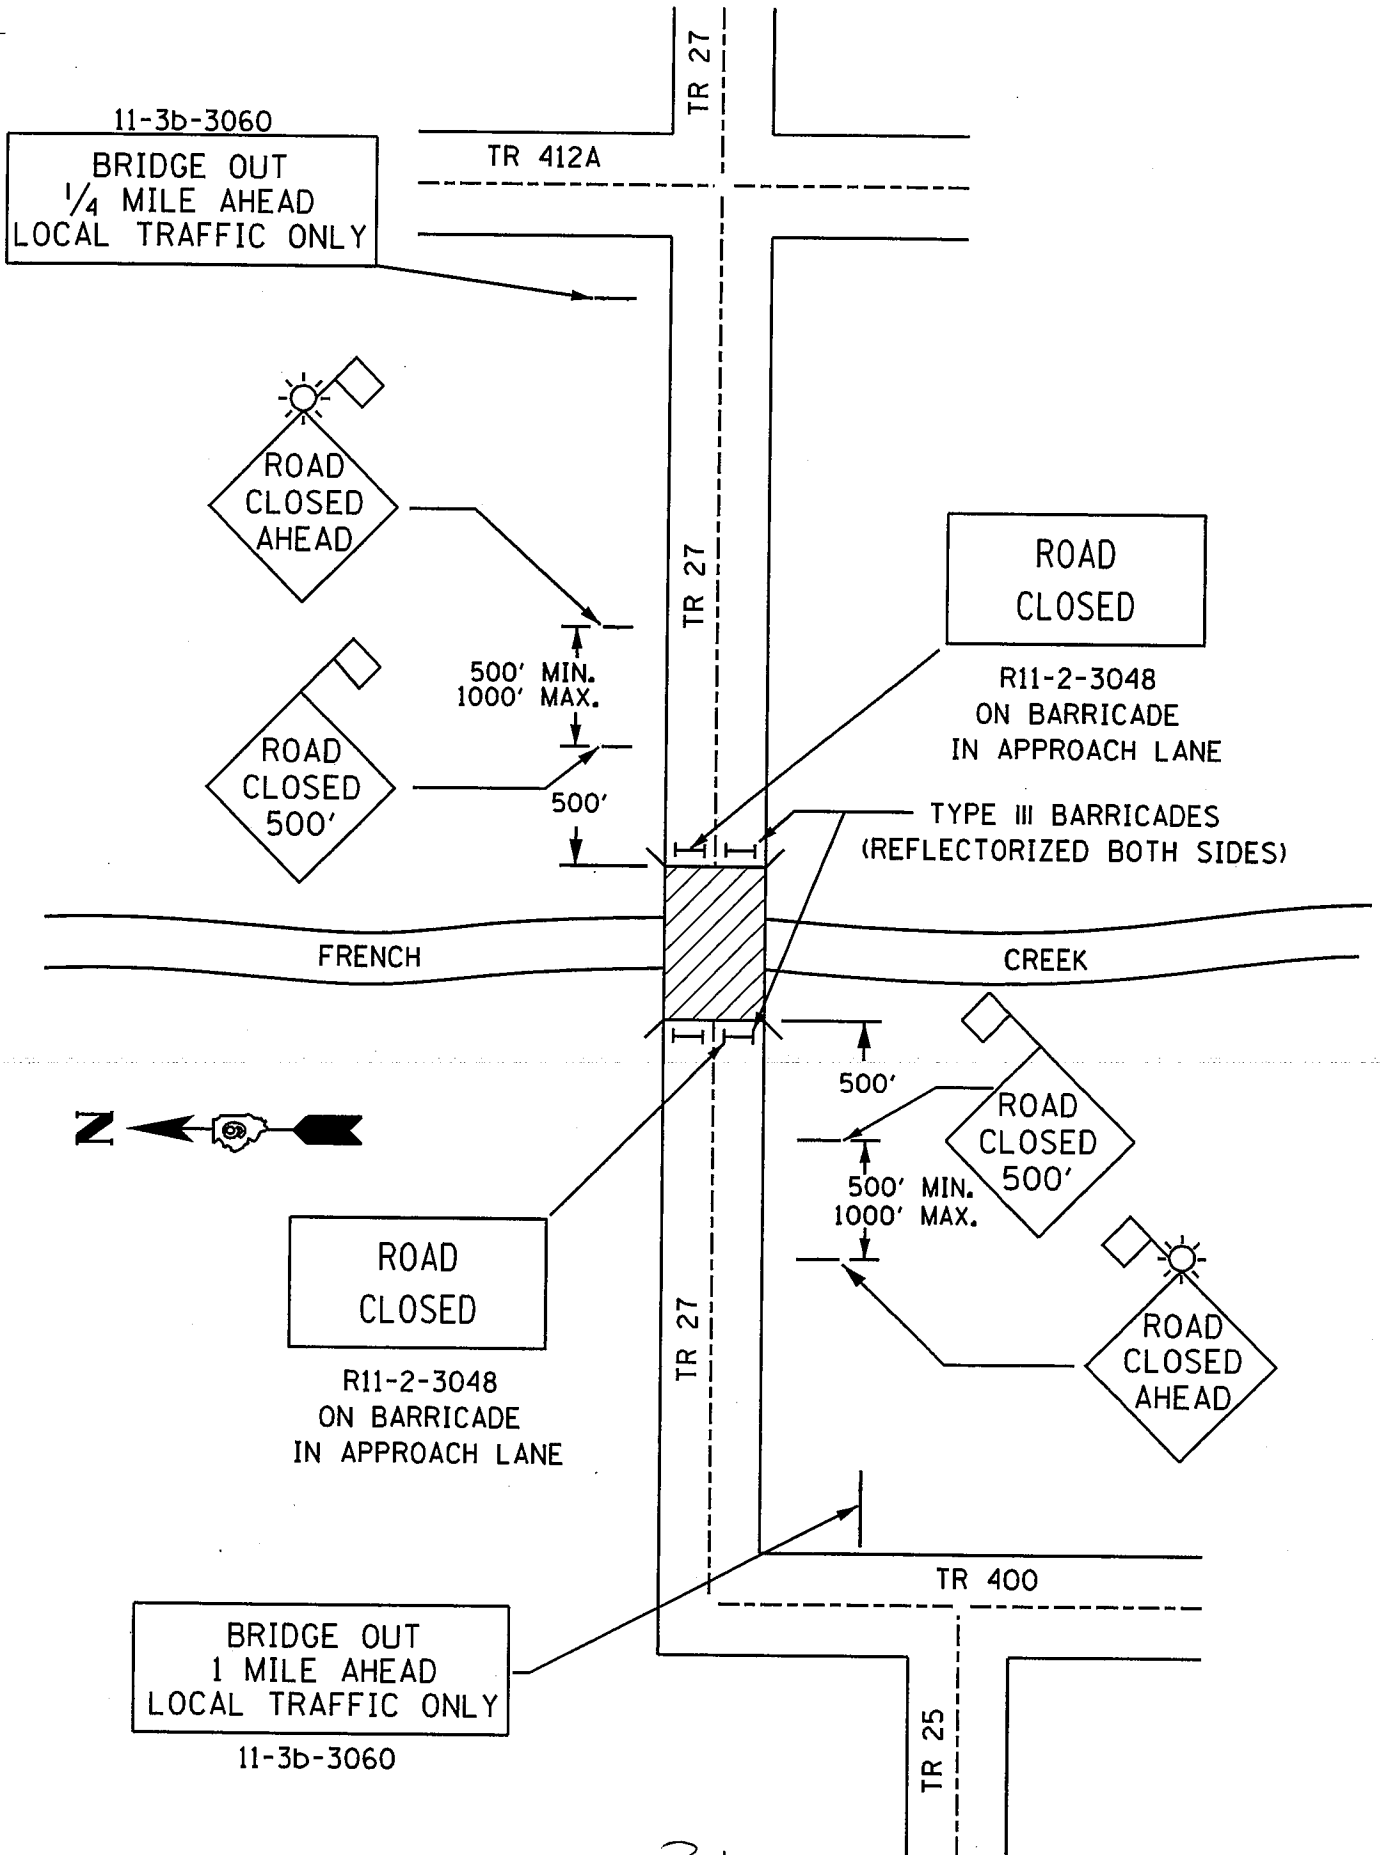 TR 27
11-3b-3060
BRIDGE OUT
1/4 MILE AHEAD
LOCAL TRAFFIC ONLY
TR 412A
ROAD
CLOSED
AHEAD
TR 27
500' MIN.
1000' MAX.
ROAD
CLOSED
500'
500'
ROAD
CLOSED
R11-2-3048
ON BARRICADE
IN APPROACH LANE
TYPE III BARRICADES
(REFLECTORIZED BOTH SIDES)
FRENCH
CREEK
500'
ROAD
CLOSED
500'
500' MIN.
1000' MAX.
N
ROAD
CLOSED
R11-2-3048
ON BARRICADE
IN APPROACH LANE
TR 27
ROAD
CLOSED
AHEAD
TR 400
BRIDGE OUT
1 MILE AHEAD
LOCAL TRAFFIC ONLY
11-3b-3060
TR 25